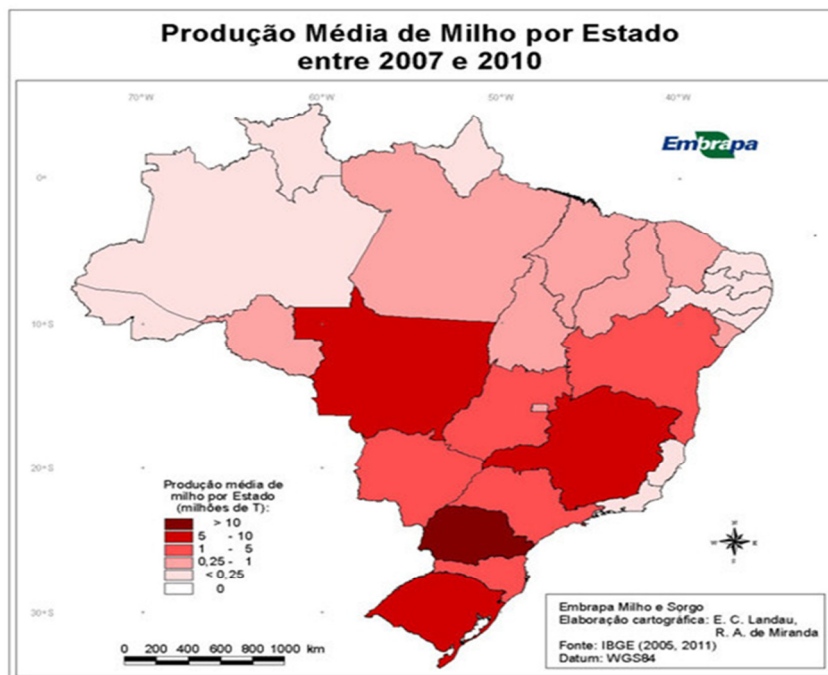 Produção Média de Milho por Estado
entre 2007 e 2010
70°W 60°W 50°W 40°W
Embrapa
0°
10°S
20°S
30°S
Produção média de
milho por Estado
(milhões de T):
> 10
5 - 10
1 - 5
0,25 - 1
< 0,25
0
0 200 400 600 800 1000 km
N
W E
S
Embrapa Milho e Sorgo
Elaboração cartográfica: E. C. Landau,
R. A. de Miranda
Fonte: IBGE (2005, 2011)
Datum: WGS84